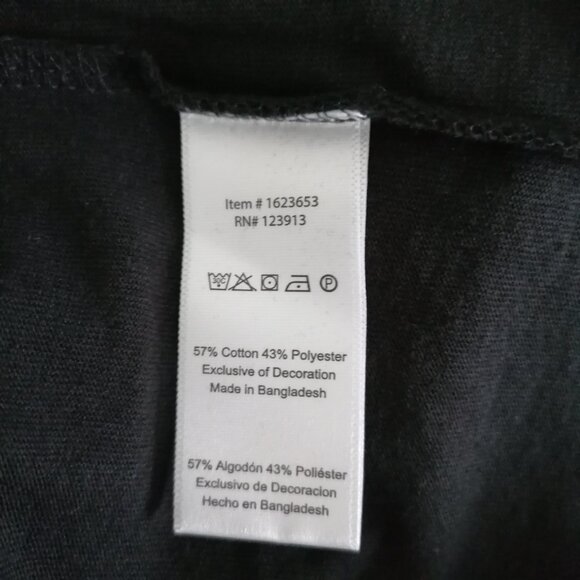 Item # 1623653
RN# 123913
30C P
57% Cotton 43% Polyester
Exclusive of Decoration
Made in Bangladesh
57% Algodón 43% Poliéster
Exclusivo de Decoracion
Hecho en Bangladesh